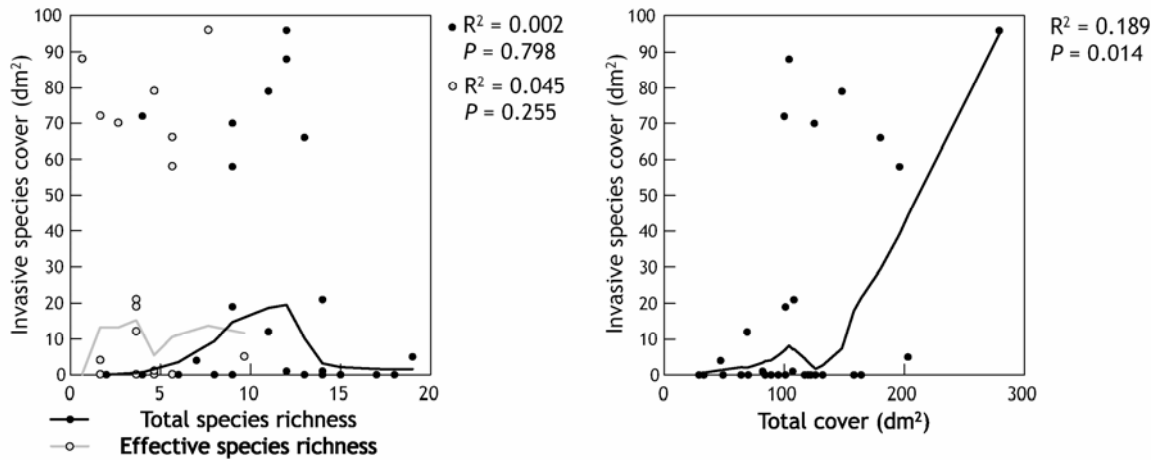 100
90
80
70
60
50
40
30
20
10
0
Invasive species cover (dm²)
0
5
10
15
20
Total species richness
Effective species richness
R² = 0.002
P = 0.798
R² = 0.045
P = 0.255
100
90
80
70
60
50
40
30
20
10
0
Invasive species cover (dm²)
0
100
200
300
Total cover (dm²)
R² = 0.189
P = 0.014